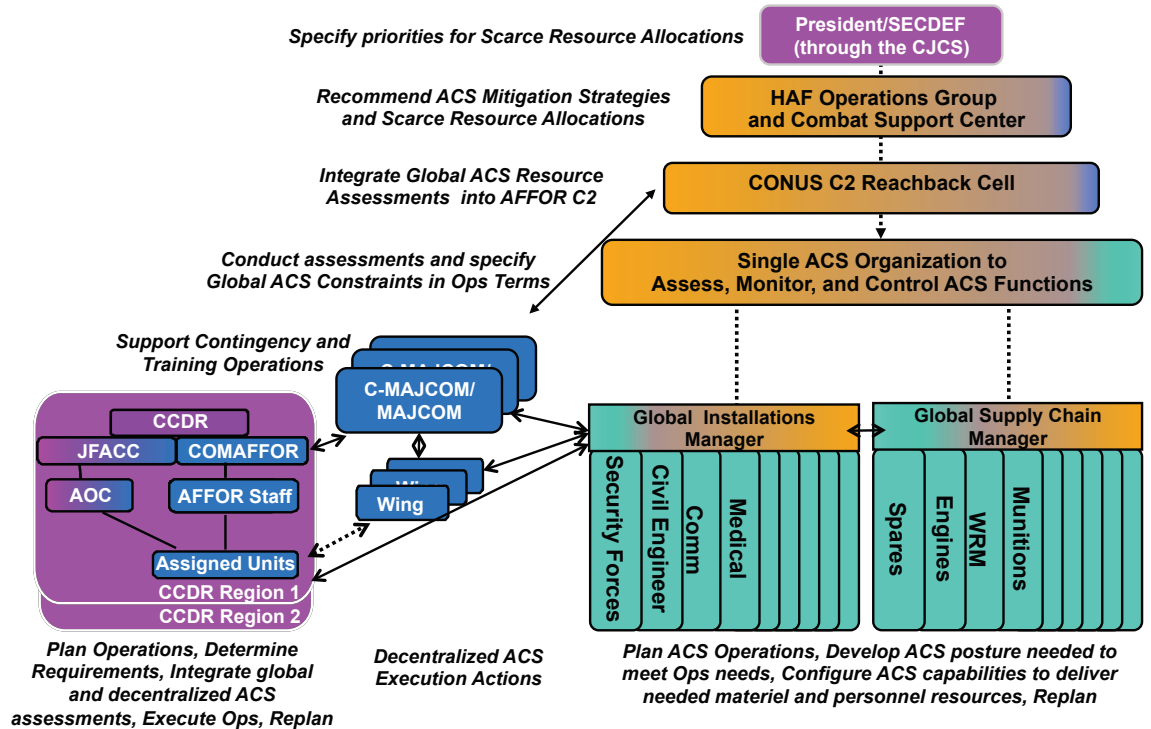 Specify priorities for Scarce Resource Allocations
President/SECDEF
(through the CJCS)
Recommend ACS Mitigation Strategies
and Scarce Resource Allocations
HAF Operations Group
and Combat Support Center
Integrate Global ACS Resource
Assessments into AFFOR C2
CONUS C2 Reachback Cell
Conduct assessments and specify
Global ACS Constraints in Ops Terms
Single ACS Organization to
Assess, Monitor, and Control ACS Functions
Support Contingency and
Training Operations
C-MAJCOM/
MAJCOM
CCDR
JFACC
COMAFFOR
AOC
AFFOR Staff
Assigned Units
CCDR Region 1
CCDR Region 2
Wing
Global Installations
Manager
Security Forces
Civil Engineer
Comm
Medical
Global Supply Chain
Manager
Spares
Engines
WRM
Munitions
Plan Operations, Determine
Requirements, Integrate global
and decentralized ACS
assessments, Execute Ops, Replan
Decentralized ACS
Execution Actions
Plan ACS Operations, Develop ACS posture needed to
meet Ops needs, Configure ACS capabilities to deliver
needed materiel and personnel resources, Replan